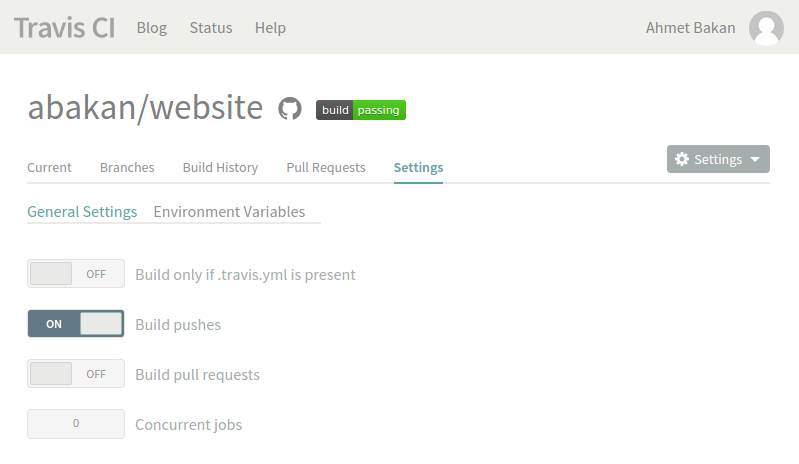 Travis CI Blog Status Help Ahmet Bakan
abakan/website build passing
Current Branches Build History Pull Requests Settings Settings
General Settings Environment Variables
OFF Build only if .travis.yml is present
ON Build pushes
OFF Build pull requests
0 Concurrent jobs